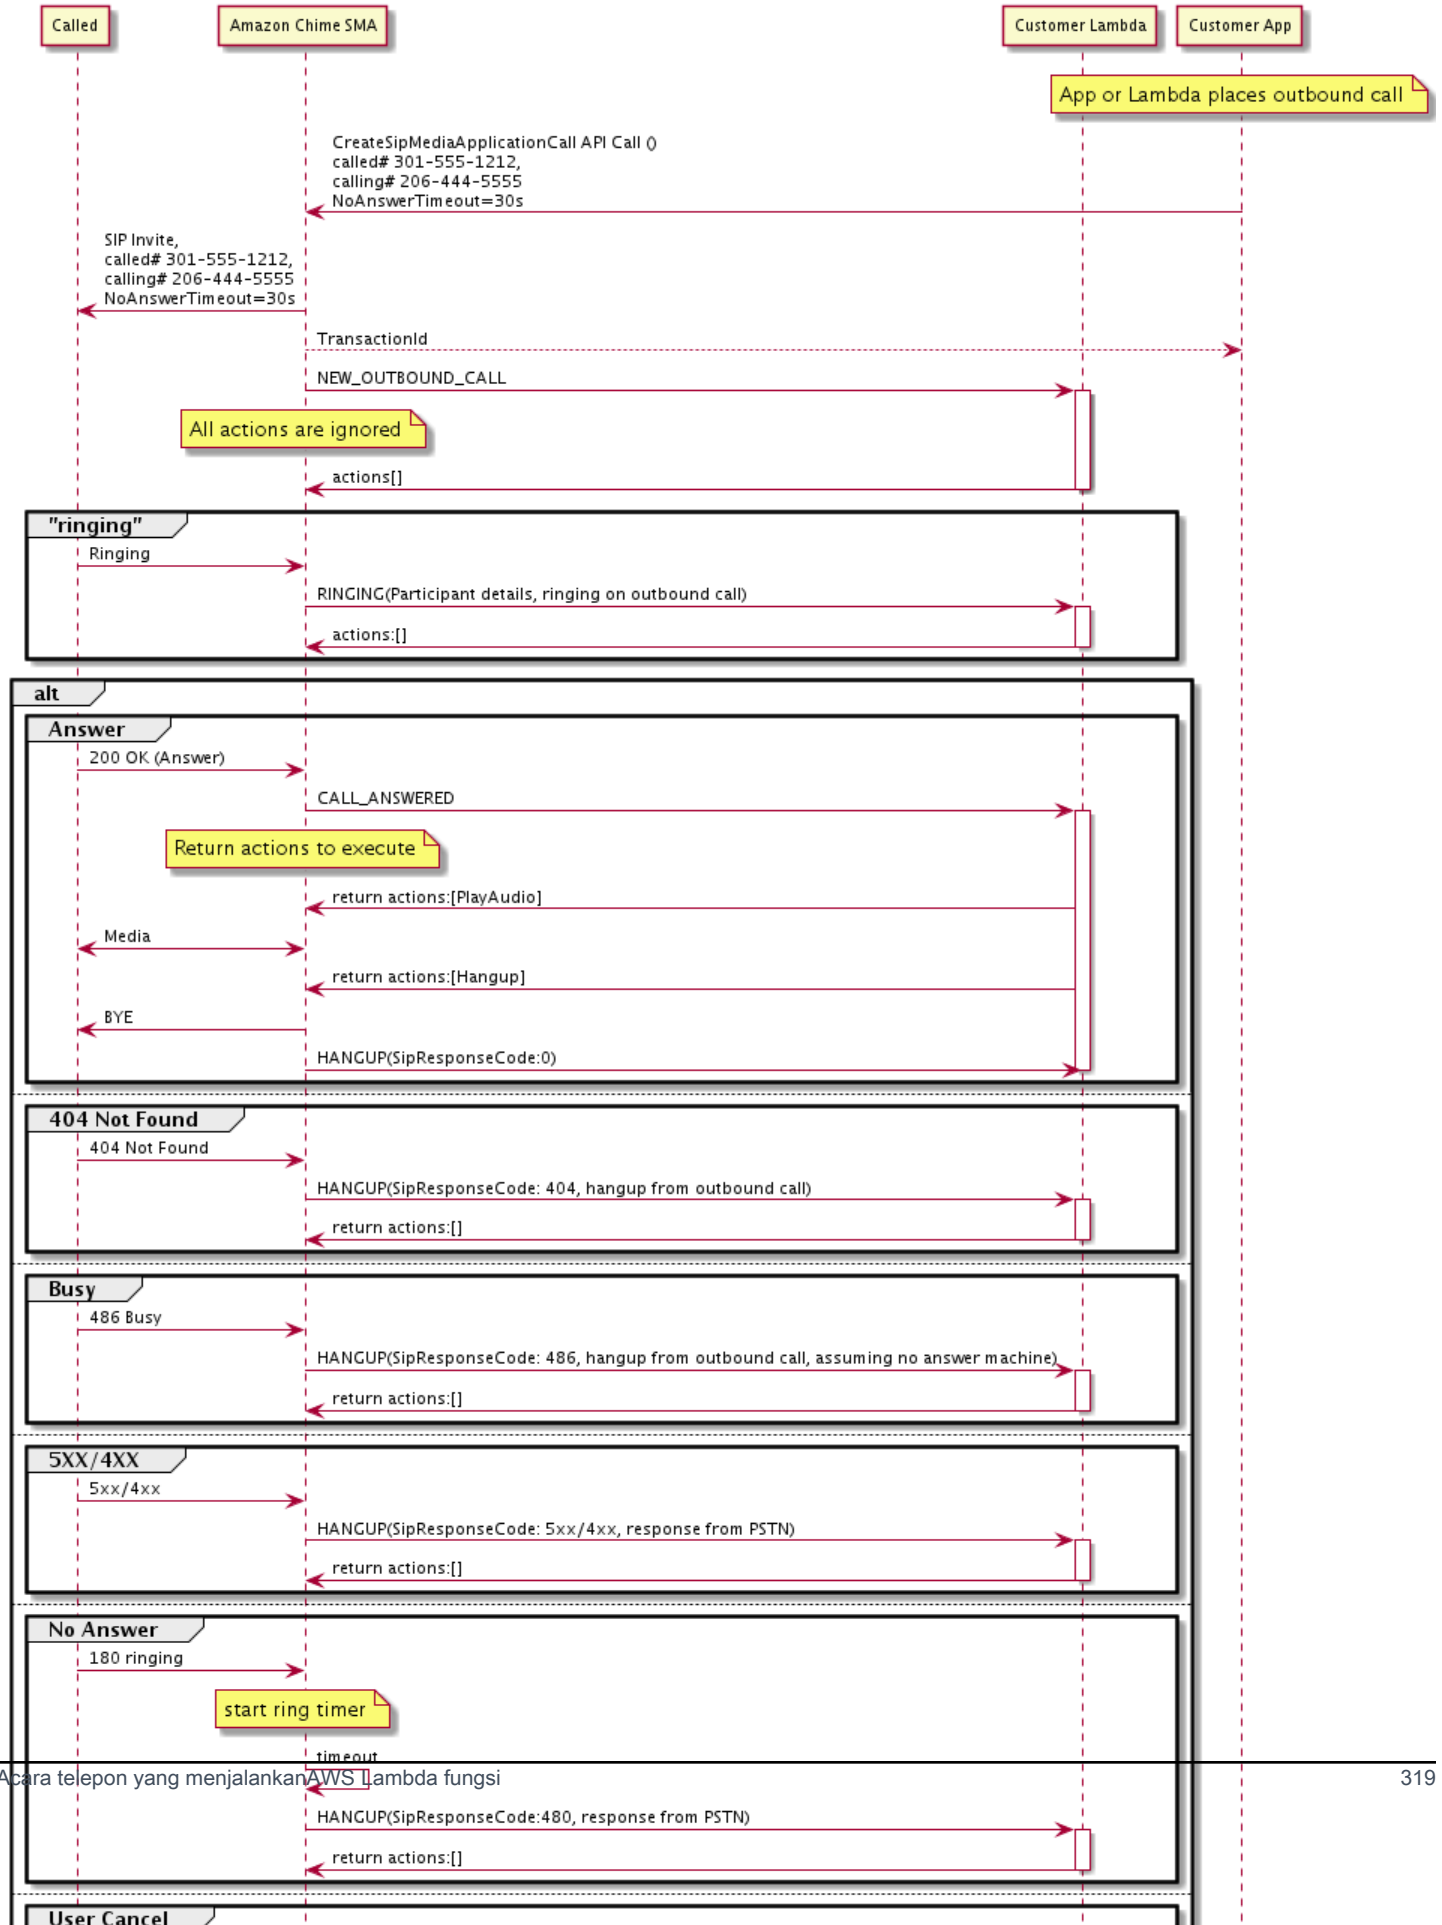 Called
Amazon Chime SMA
Customer Lambda
Customer App
App or Lambda places outbound call
CreateSipMediaApplicationCall API Call ()
called# 301-555-1212,
calling# 206-444-5555
NoAnswerTimeout=30s
SIP Invite,
called# 301-555-1212,
calling# 206-444-5555
NoAnswerTimeout=30s
TransactionId
NEW_OUTBOUND_CALL
All actions are ignored
actions[]
"ringing"
Ringing
RINGING(Participant details, ringing on outbound call)
actions:[]
alt
Answer
200 OK (Answer)
CALL_ANSWERED
Return actions to execute
return actions:[PlayAudio]
Media
return actions:[Hangup]
BYE
HANGUP(SipResponseCode:0)
404 Not Found
404 Not Found
HANGUP(SipResponseCode: 404, hangup from outbound call)
return actions:[]
Busy
486 Busy
HANGUP(SipResponseCode: 486, hangup from outbound call, assuming no answer machine)
return actions:[]
5XX/4XX
5xx/4xx
HANGUP(SipResponseCode: 5xx/4xx, response from PSTN)
return actions:[]
No Answer
180 ringing
start ring timer
timeout
Acara telepon yang menjalankanAWS Lambda fungsi
319
HANGUP(SipResponseCode:480, response from PSTN)
return actions:[]
User Cancel